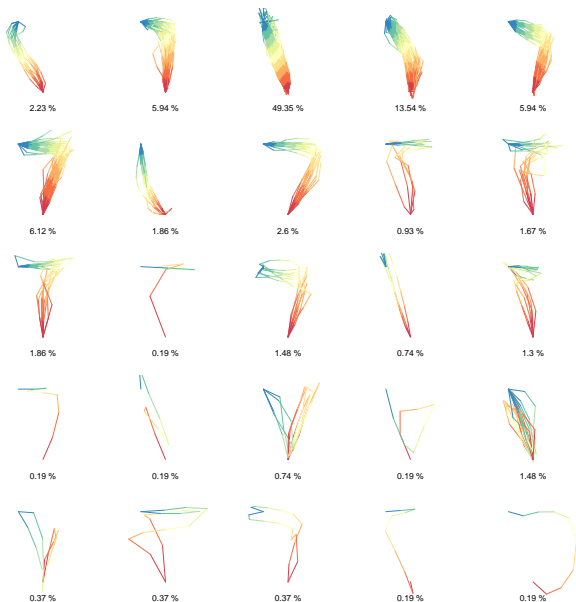 2.23 % 5.94 % 49.35 % 13.54 % 5.94 %
6.12 % 1.86 % 2.6 % 0.93 % 1.67 %
1.86 % 0.19 % 1.48 % 0.74 % 1.3 %
0.19 % 0.19 % 0.74 % 0.19 % 1.48 %
0.37 % 0.37 % 0.37 % 0.19 % 0.19 %